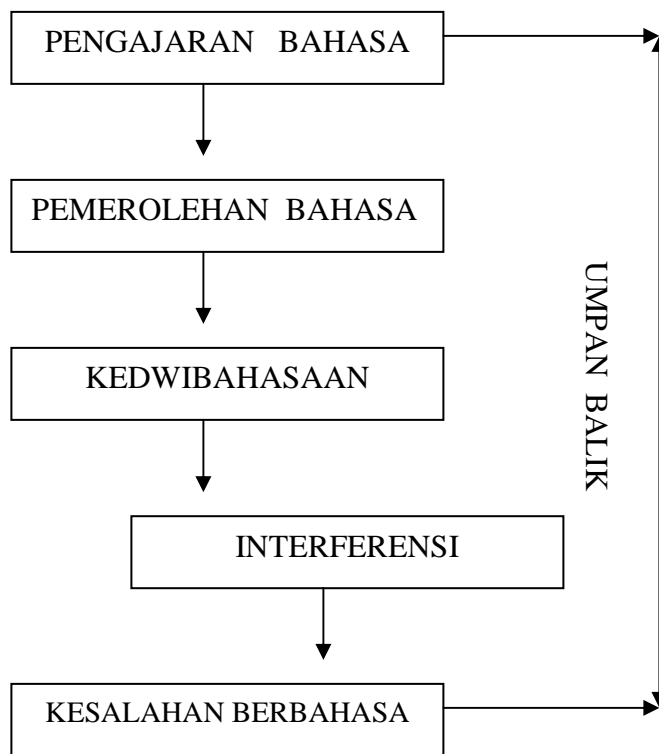 PENGAJARAN BAHASA
PEMEROLEHAN BAHASA
KEDWIBAHASAAN
INTERFERENSI
KESALAHAN BERBAHASA
UMPAN BALIK